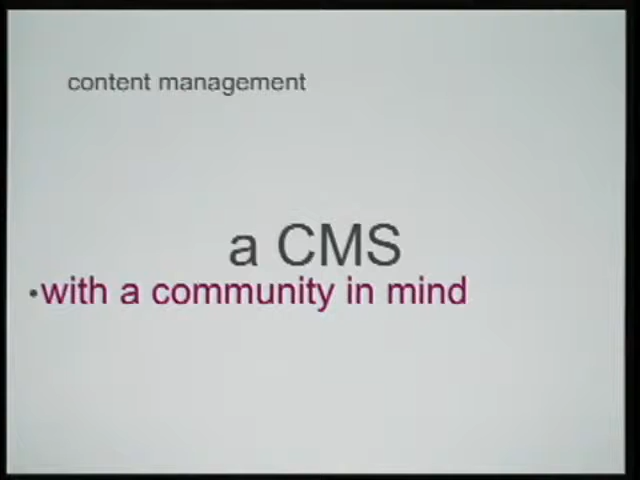 content management
a CMS
•with a community in mind